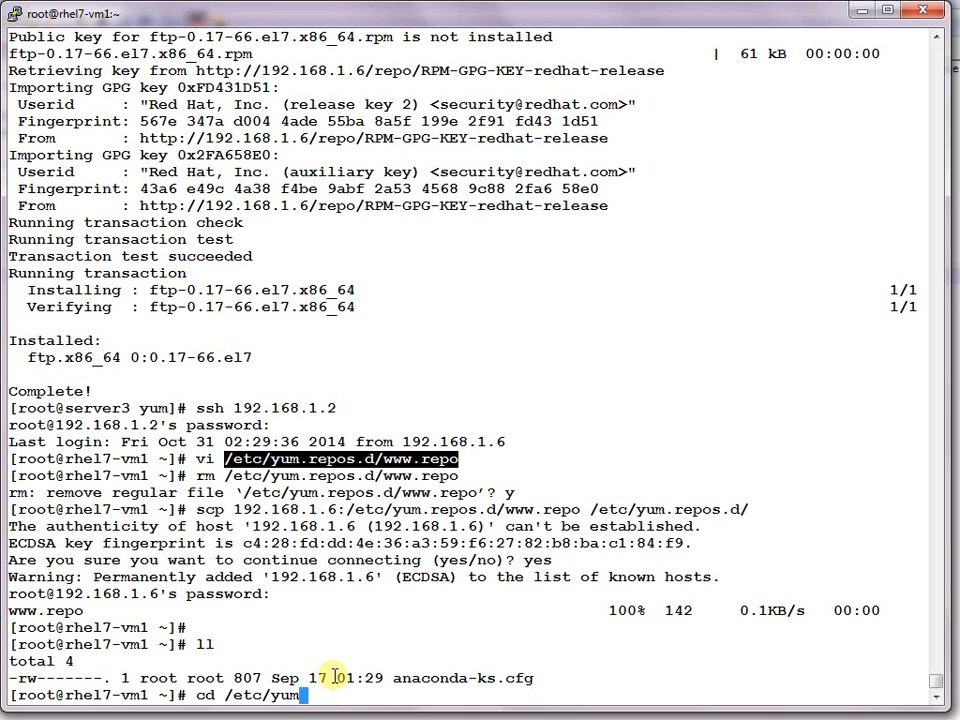 root@rhel7-vm1:~
Public key for ftp-0.17-66.el7.x86_64.rpm is not installed
ftp-0.17-66.el7.x86_64.rpm | 61 kB 00:00:00
Retrieving key from http://192.168.1.6/repo/RPM-GPG-KEY-redhat-release
Importing GPG key 0xFD431D51:
Userid : "Red Hat, Inc. (release key 2) <security@redhat.com>"
Fingerprint: 567e 347a d004 4ade 55ba 8a5f 199e 2f91 fd43 1d51
From : http://192.168.1.6/repo/RPM-GPG-KEY-redhat-release
Importing GPG key 0x2FA658E0:
Userid : "Red Hat, Inc. (auxiliary key) <security@redhat.com>"
Fingerprint: 43a6 e49c 4a38 f4be 9abf 2a53 4568 9c88 2fa6 58e0
From : http://192.168.1.6/repo/RPM-GPG-KEY-redhat-release
Running transaction check
Running transaction test
Transaction test succeeded
Running transaction
Installing : ftp-0.17-66.el7.x86_64 1/1
Verifying : ftp-0.17-66.el7.x86_64 1/1
Installed:
ftp.x86_64 0:0.17-66.el7
Complete!
[root@server3 yum]# ssh 192.168.1.2
root@192.168.1.2's password:
Last login: Fri Oct 31 02:29:36 2014 from 192.168.1.6
[root@rhel7-vm1 ~]# vi /etc/yum.repos.d/www.repo
[root@rhel7-vm1 ~]# rm /etc/yum.repos.d/www.repo
rm: remove regular file ‘/etc/yum.repos.d/www.repo’? y
[root@rhel7-vm1 ~]# scp 192.168.1.6:/etc/yum.repos.d/www.repo /etc/yum.repos.d/
The authenticity of host '192.168.1.6 (192.168.1.6)' can't be established.
ECDSA key fingerprint is c4:28:fd:dd:4e:36:a3:59:f6:27:82:b8:ba:c1:84:f9.
Are you sure you want to continue connecting (yes/no)? yes
Warning: Permanently added '192.168.1.6' (ECDSA) to the list of known hosts.
root@192.168.1.6's password:
www.repo 100% 142 0.1KB/s 00:00
[root@rhel7-vm1 ~]#
[root@rhel7-vm1 ~]# ll
total 4
-rw-------. 1 root root 807 Sep 17 01:29 anaconda-ks.cfg
[root@rhel7-vm1 ~]# cd /etc/yum